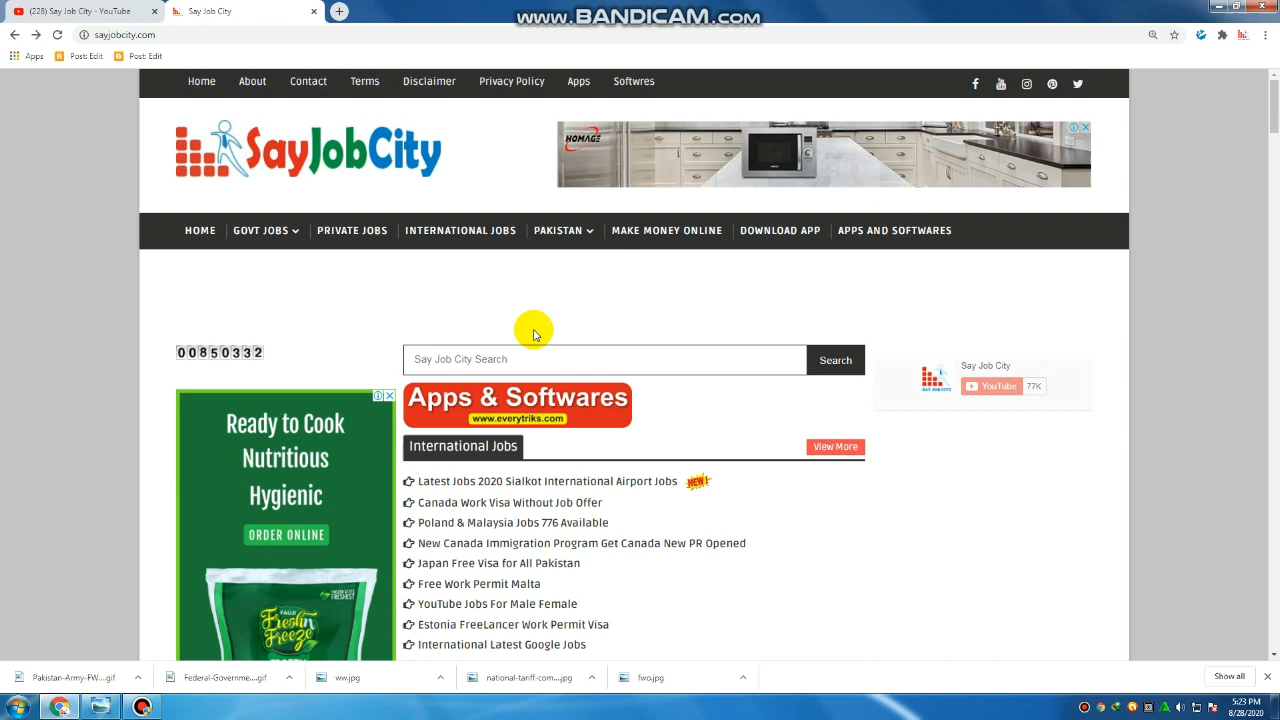 www.BANDICAM.com
(228) Say Job City - YouTube
Say Job City
sayjobcity.com
Apps
Post: Edit
Post: Edit
Home
About
Contact
Terms
Disclaimer
Privacy Policy
Apps
Softwres
SayJobCity
HOMAGE
HOME
GOVT JOBS
PRIVATE JOBS
INTERNATIONAL JOBS
PAKISTAN
MAKE MONEY ONLINE
DOWNLOAD APP
APPS AND SOFTWARES
00850332
Say Job City Search
Search
Say Job City
YouTube
77K
Apps & Softwares
www.everytriks.com
Ready to Cook
Nutritious
Hygienic
ORDER ONLINE
FAUJI
Fresh n
Freeze
International Jobs
View More
Latest Jobs 2020 Sialkot International Airport Jobs NEW!
Canada Work Visa Without Job Offer
Poland & Malaysia Jobs 776 Available
New Canada Immigration Program Get Canada New PR Opened
Japan Free Visa for All Pakistan
Free Work Permit Malta
YouTube Jobs For Male Female
Estonia FreeLancer Work Permit Visa
International Latest Google Jobs
Pakistan-Army-FW....gif
Federal-Governme....gif
ww.jpg
national-tariff-com....jpg
fwo.jpg
Show all
5:23 PM
8/28/2020